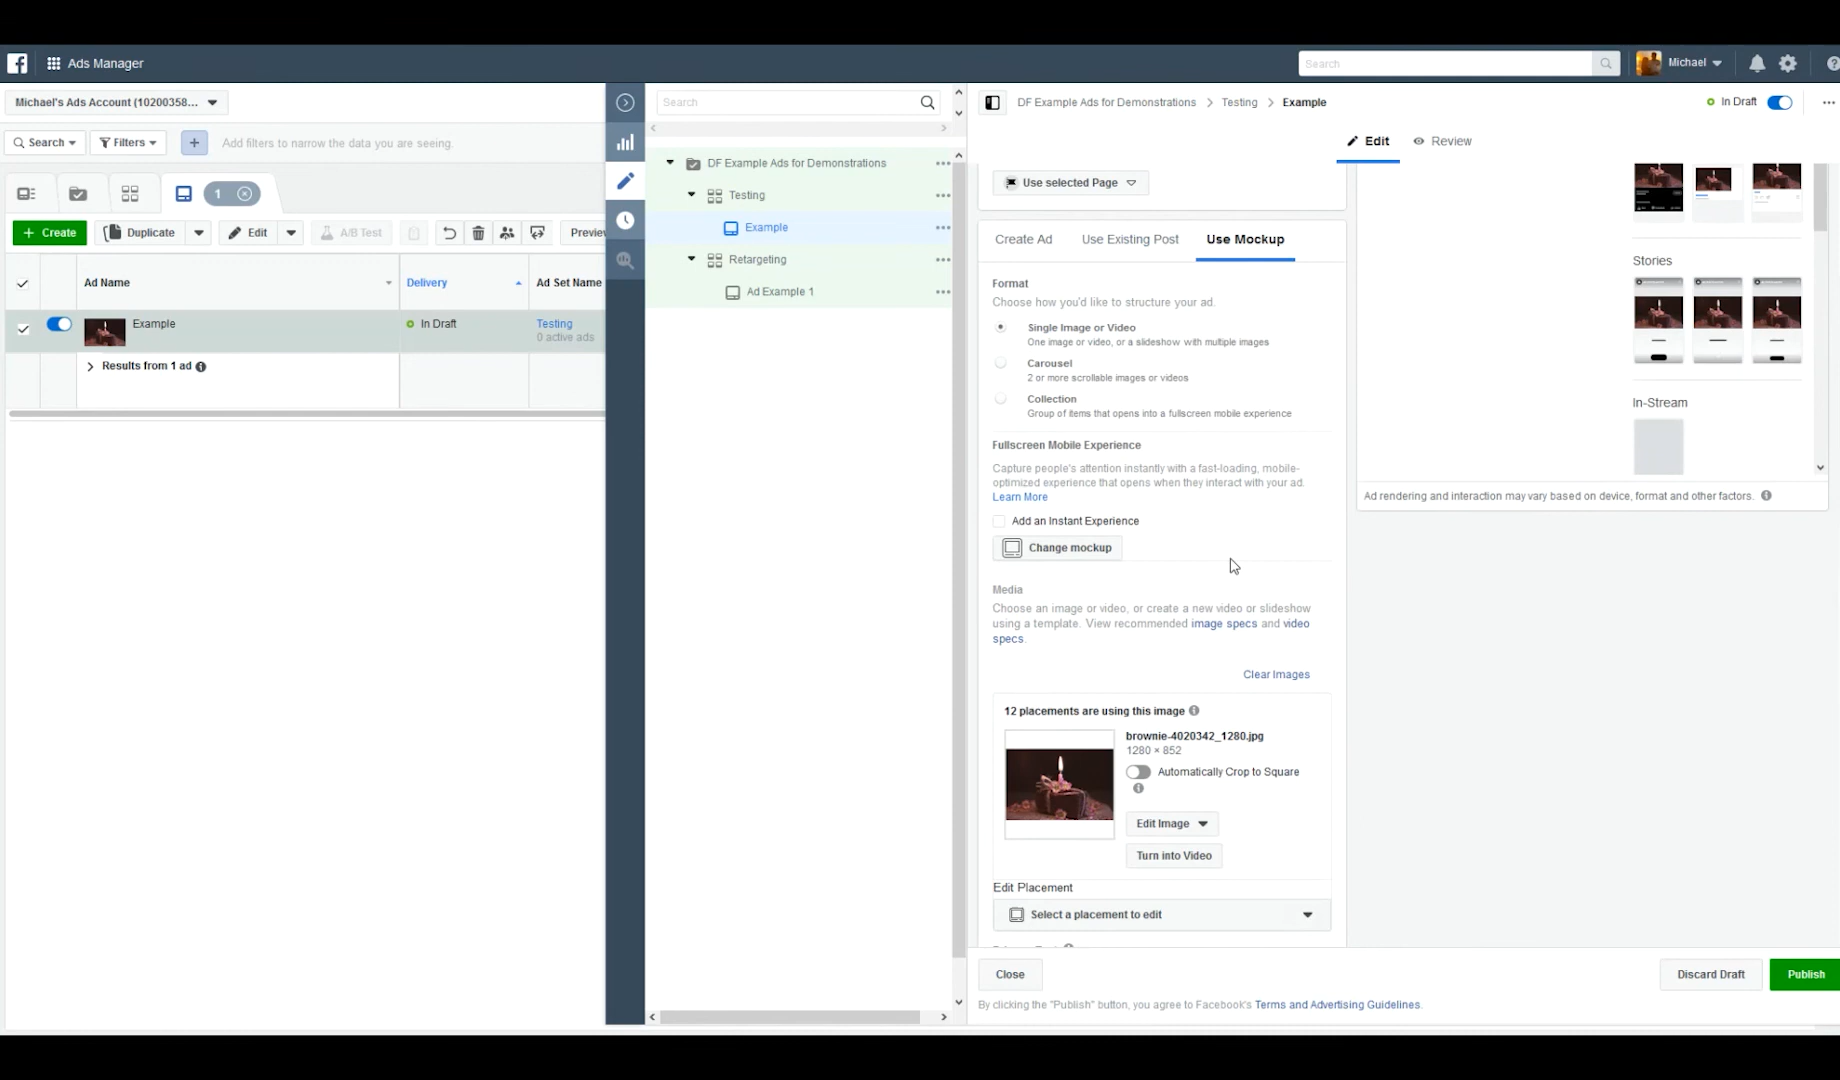 Ads Manager
Search
Michael
Michael's Ads Account (10200358...
Search
Filters
Add filters to narrow the data you are seeing.
1
Create
Duplicate
Edit
A/B Test
Ad Name
Delivery
Ad Set Name
Example
In Draft
Testing
0 active ads
Results from 1 ad
Search
DF Example Ads for Demonstrations
Testing
Example
Retargeting
Ad Example 1
DF Example Ads for Demonstrations > Testing > Example
In Draft
Edit
Review
Use selected Page
Create Ad
Use Existing Post
Use Mockup
Format
Choose how you'd like to structure your ad.
Single Image or Video
One image or video, or a slideshow with multiple images
Carousel
2 or more scrollable images or videos
Collection
Group of items that opens into a fullscreen mobile experience
Fullscreen Mobile Experience
Capture people's attention instantly with a fast-loading, mobile-
optimized experience that opens when they interact with your ad.
Learn More
Add an Instant Experience
Change mockup
Media
Choose an image or video, or create a new video or slideshow
using a template. View recommended image specs and video
specs.
Clear Images
12 placements are using this image
brownie-4020342_1280.jpg
1280 × 852
Automatically Crop to Square
Edit Image
Turn into Video
Edit Placement
Select a placement to edit
Stories
In-Stream
Ad rendering and interaction may vary based on device, format and other factors.
Close
Discard Draft
Publish
By clicking the "Publish" button, you agree to Facebook's Terms and Advertising Guidelines.